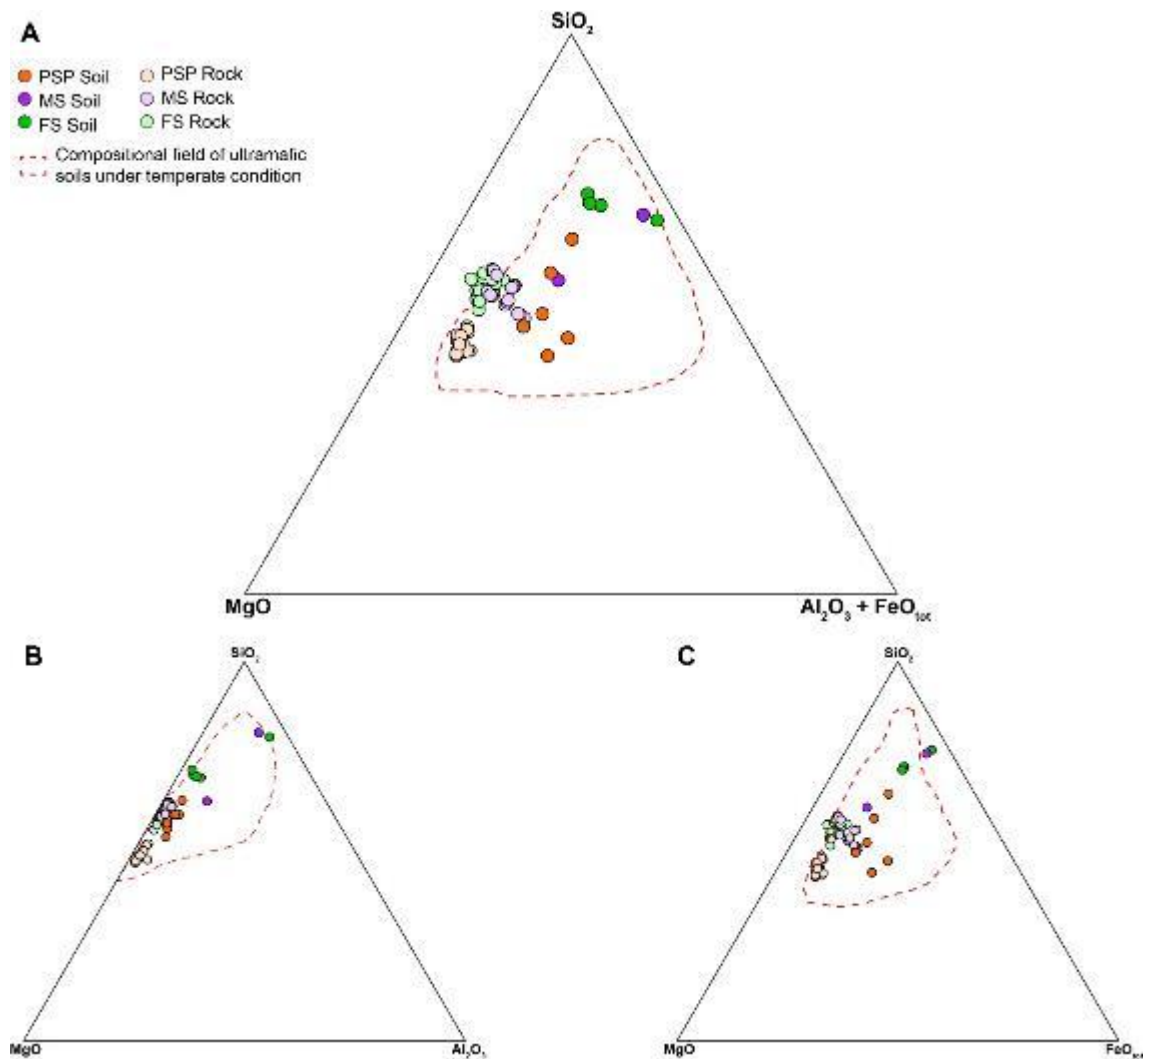 A
SiO₂
PSP Soil
PSP Rock
MS Soil
MS Rock
FS Soil
FS Rock
Compositional field of ultramafic
soils under temperate condition
MgO
Al₂O₃ + FeOtot
B
SiO₂
MgO
Al₂O₃
C
SiO₂
MgO
FeOtot